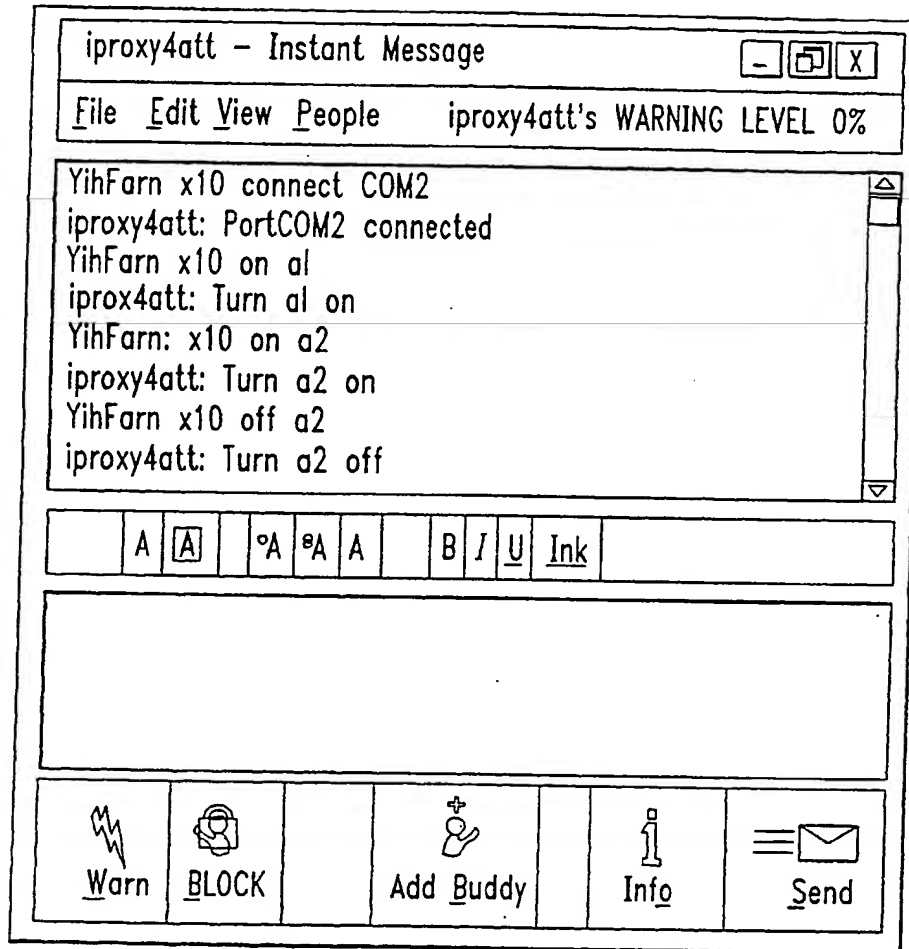 iproxy4att – Instant Message - X
File Edit View People iproxy4att's WARNING LEVEL 0%
YihFarn x10 connect COM2
iproxy4att: PortCOM2 connected
YihFarn x10 on al
iprox4att: Turn al on
YihFarn: x10 on a2
iproxy4att: Turn a2 on
YihFarn x10 off a2
iproxy4att: Turn a2 off
A A °A 8A A B I U Ink
Warn BLOCK Add Buddy Info Send